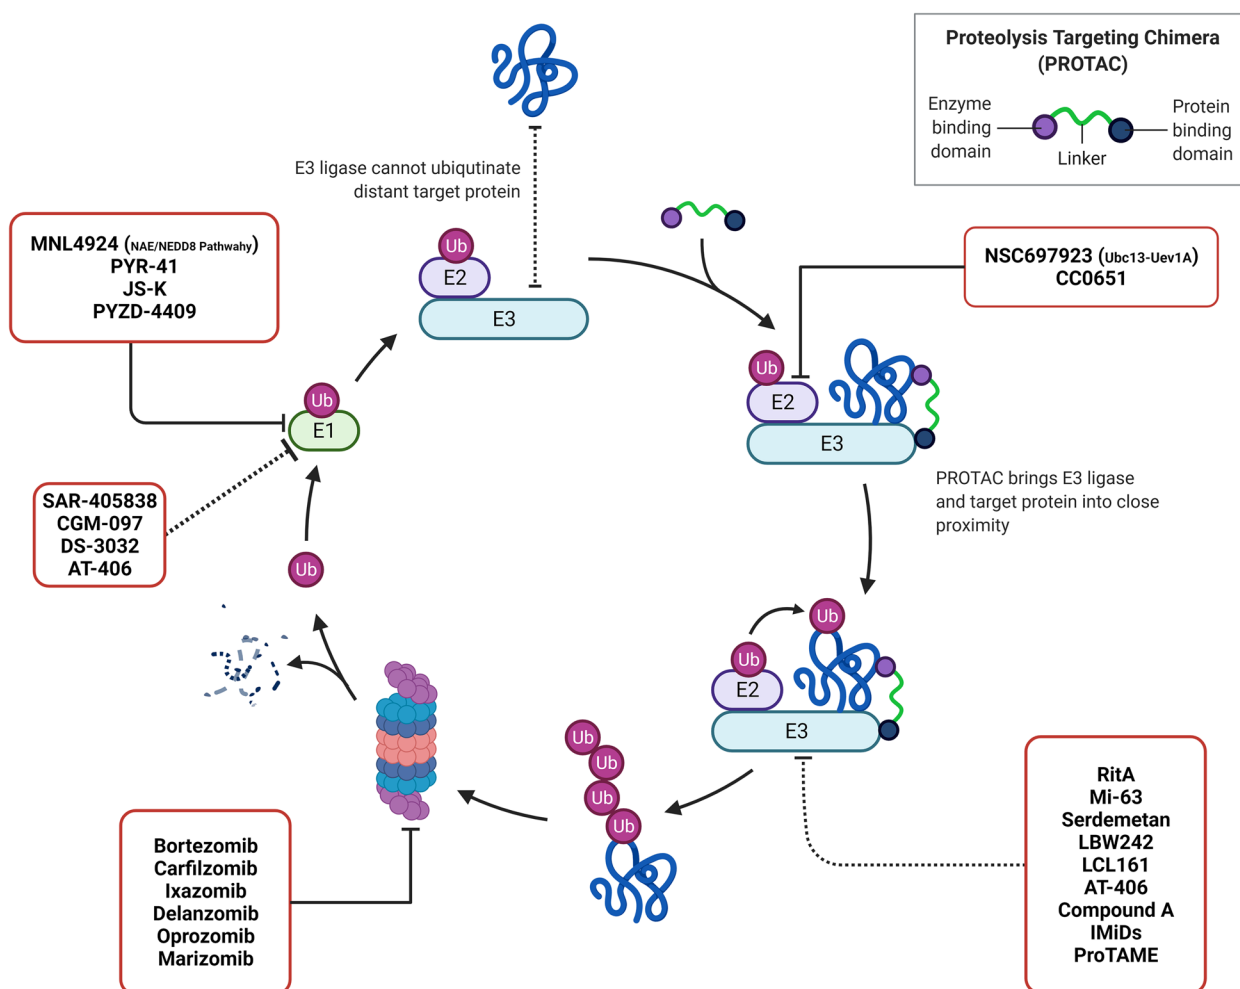 Proteolysis Targeting Chimera
(PROTAC)
Enzyme
binding
domain
Linker
Protein
binding
domain
E3 ligase cannot ubiqutinate
distant target protein
Ub
E2
E3
MNL4924 (NAE/NEDD8 Pathwahy)
PYR-41
JS-K
PYZD-4409
NSC697923 (Ubc13-Uev1A)
CC0651
Ub
E2
E3
Ub
E1
PROTAC brings E3 ligase
and target protein into close
proximity
SAR-405838
CGM-097
DS-3032
AT-406
Ub
Ub
Ub
E2
E3
Ub
Ub
Ub
Ub
RitA
Mi-63
Serdemetan
LBW242
LCL161
AT-406
Compound A
IMiDs
ProTAME
Bortezomib
Carfilzomib
Ixazomib
Delanzomib
Oprozomib
Marizomib